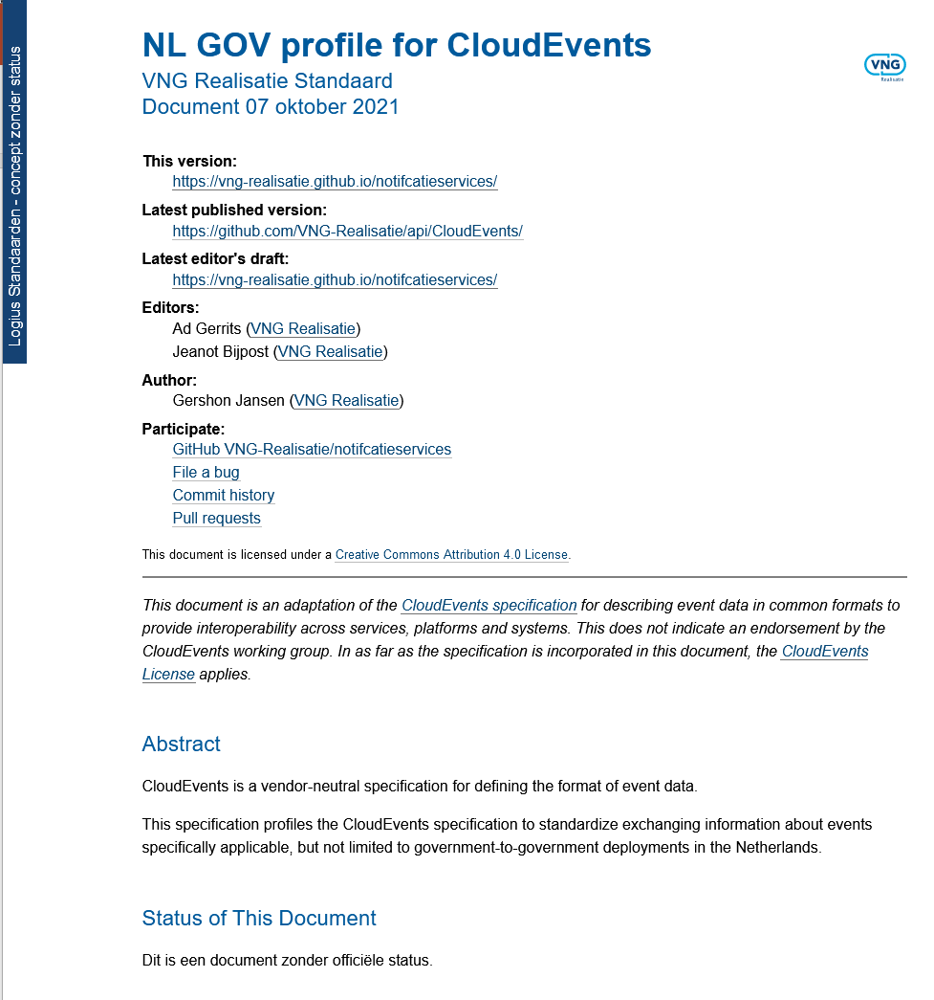 Logius Standaarden - concept zonder status
NL GOV profile for CloudEvents
VNG Realisatie Standaard
Document 07 oktober 2021
VNG
Realisatie
This version:
https://vng-realisatie.github.io/notifcatieservices/
Latest published version:
https://github.com/VNG-Realisatie/api/CloudEvents/
Latest editor's draft:
https://vng-realisatie.github.io/notifcatieservices/
Editors:
Ad Gerrits (VNG Realisatie)
Jeanot Bijpost (VNG Realisatie)
Author:
Gershon Jansen (VNG Realisatie)
Participate:
GitHub VNG-Realisatie/notifcatieservices
File a bug
Commit history
Pull requests
This document is licensed under a Creative Commons Attribution 4.0 License.
This document is an adaptation of the CloudEvents specification for describing event data in common formats to
provide interoperability across services, platforms and systems. This does not indicate an endorsement by the
CloudEvents working group. In as far as the specification is incorporated in this document, the CloudEvents
License applies.
Abstract
CloudEvents is a vendor-neutral specification for defining the format of event data.
This specification profiles the CloudEvents specification to standardize exchanging information about events
specifically applicable, but not limited to government-to-government deployments in the Netherlands.
Status of This Document
Dit is een document zonder officiële status.